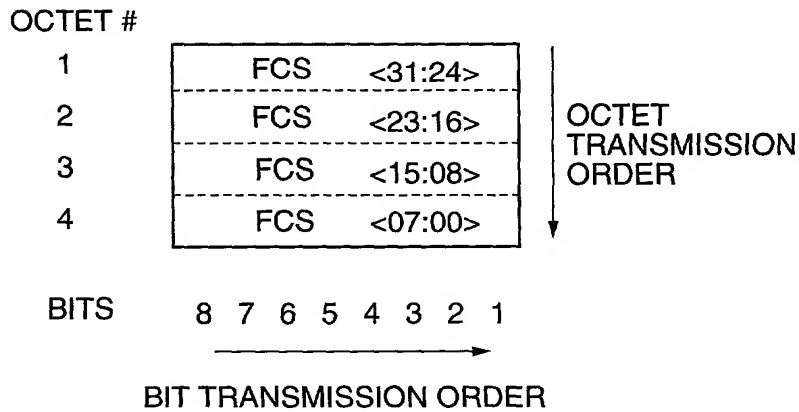 OCTET #
1 FCS <31:24>
2 FCS <23:16>
3 FCS <15:08>
4 FCS <07:00>
OCTET
TRANSMISSION
ORDER
BITS 8 7 6 5 4 3 2 1
BIT TRANSMISSION ORDER